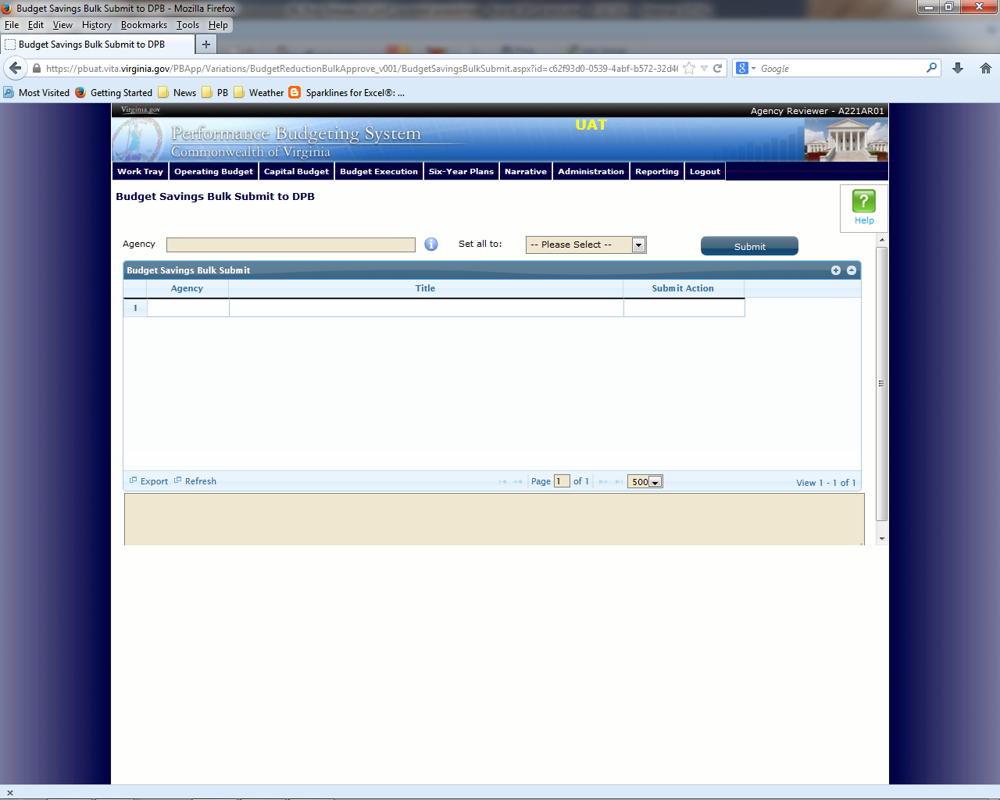 Budget Savings Bulk Submit to DPB - Mozilla Firefox
File Edit View History Bookmarks Tools Help
Budget Savings Bulk Submit to DPB
https://pbuat.vita.virginia.gov/PBApp/Variations/BudgetReductionBulkApprove_v001/BudgetSavingsBulkSubmit.aspx?id=c62f93d0-0539-4abf-b572-32d4 Google
Most Visited Getting Started News PB Weather Sparklines for Excel®: ...
Virginia.gov Agency Reviewer - A221AR01
UAT
Performance Budgeting System
Commonwealth of Virginia
Work Tray Operating Budget Capital Budget Budget Execution Six-Year Plans Narrative Administration Reporting Logout
Budget Savings Bulk Submit to DPB
Help
Agency Set all to: -- Please Select -- Submit
Budget Savings Bulk Submit
Agency Title Submit Action
1
Export Refresh Page 1 of 1 500 View 1 - 1 of 1